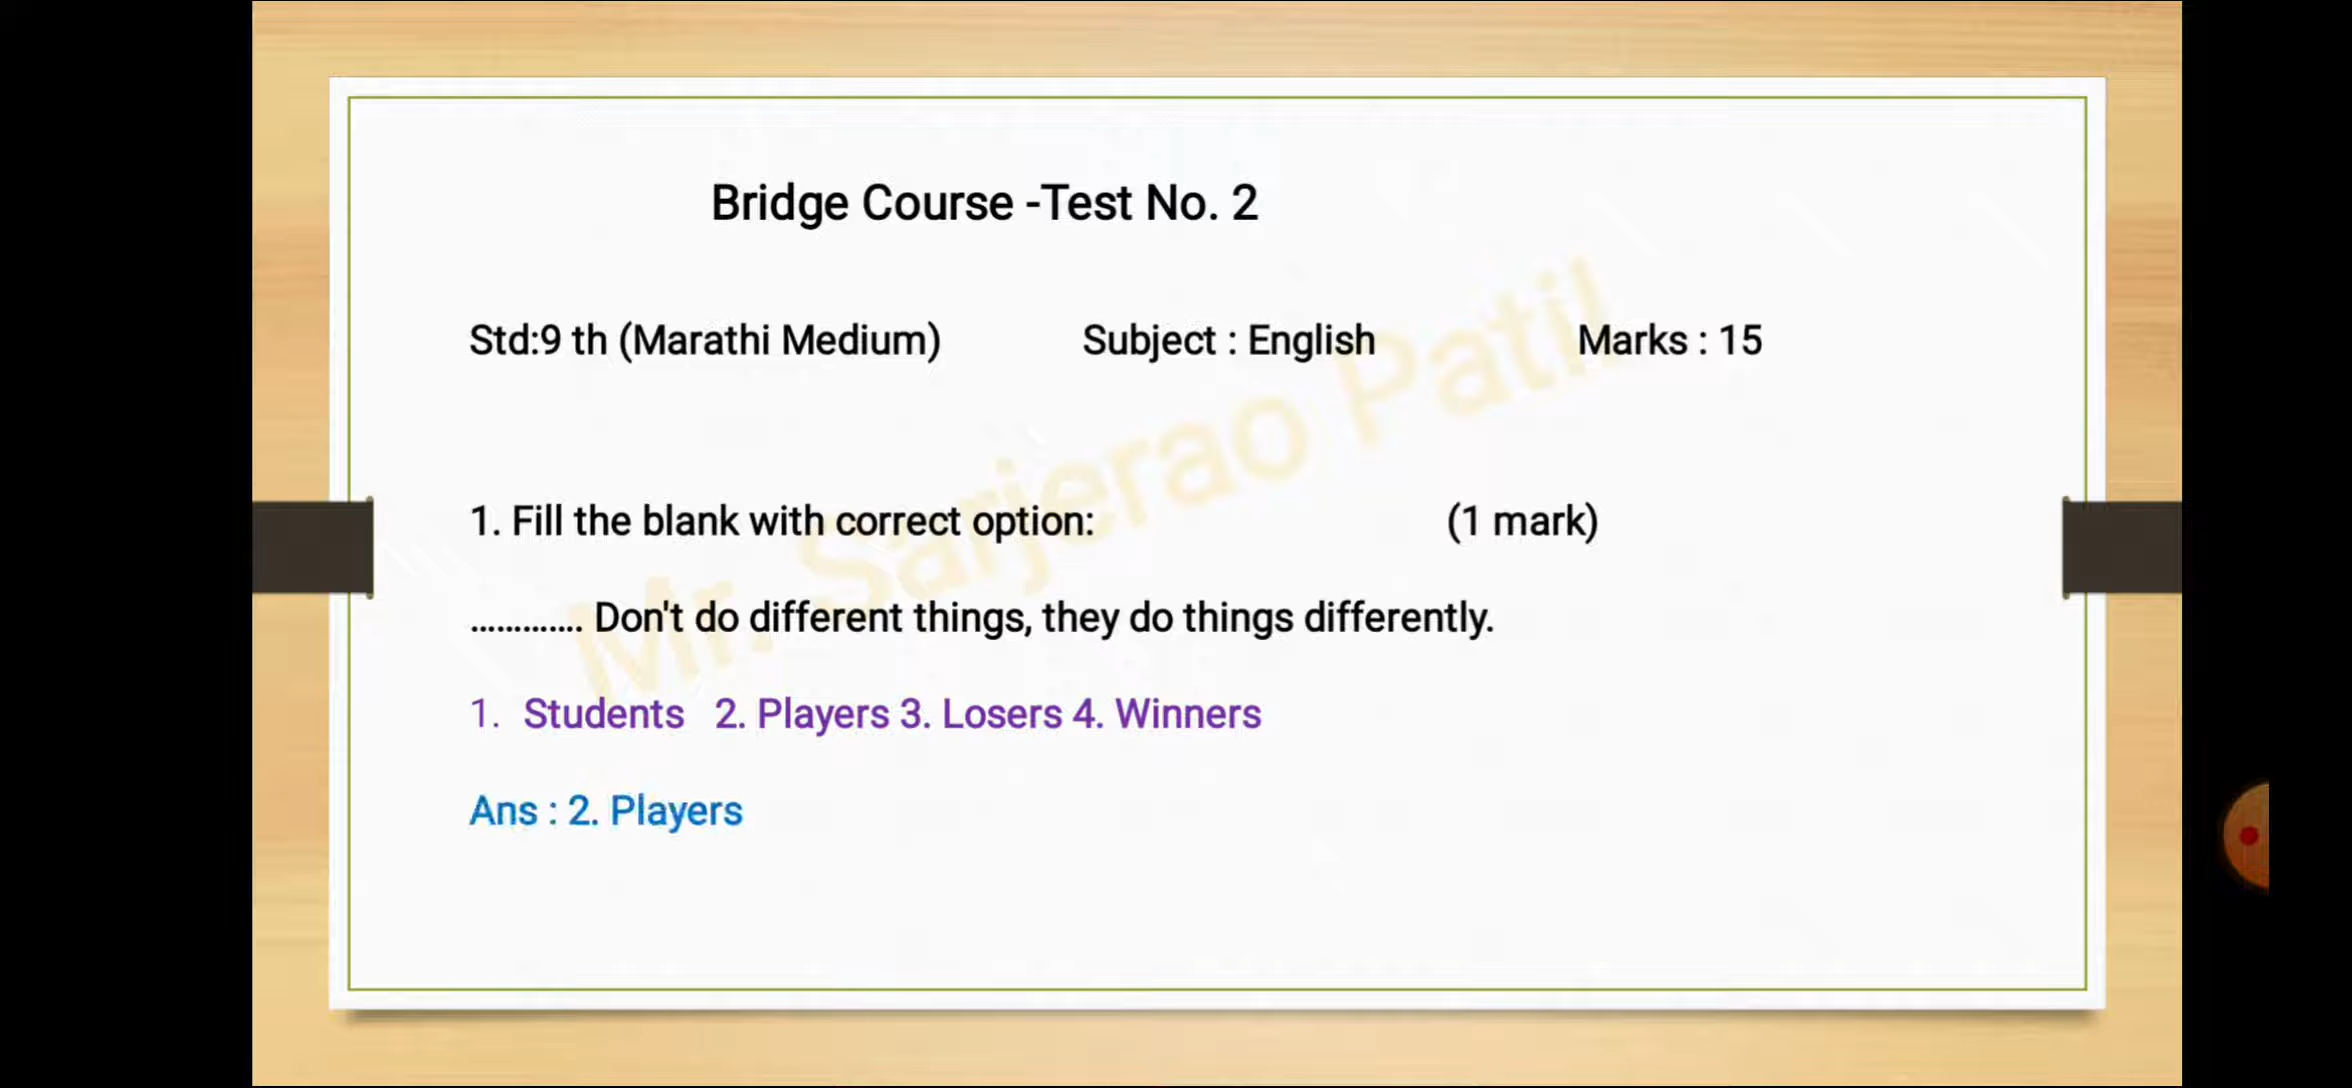 Bridge Course -Test No. 2
Std:9 th (Marathi Medium) Subject : English Marks : 15
1. Fill the blank with correct option: (1 mark)
............. Don't do different things, they do things differently.
1. Students 2. Players 3. Losers 4. Winners
Ans : 2. Players
Mr. Sarjerao Patil